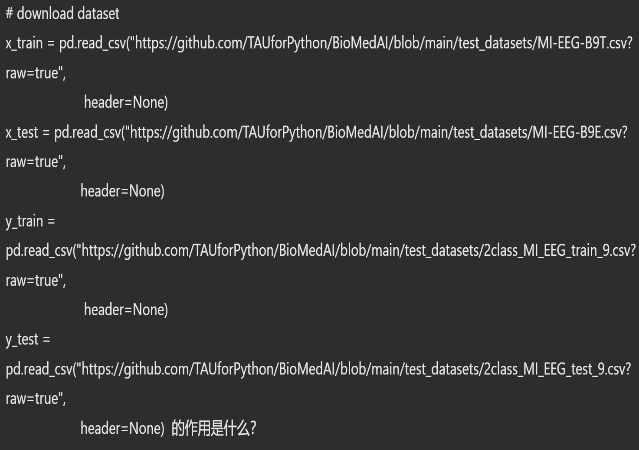 # download dataset
x_train = pd.read_csv("https://github.com/TAUforPython/BioMedAI/blob/main/test_datasets/MI-EEG-B9T.csv?
raw=true",
header=None)
x_test = pd.read_csv("https://github.com/TAUforPython/BioMedAI/blob/main/test_datasets/MI-EEG-B9E.csv?
raw=true",
header=None)
y_train =
pd.read_csv("https://github.com/TAUforPython/BioMedAI/blob/main/test_datasets/2class_MI_EEG_train_9.csv?
raw=true",
header=None)
y_test =
pd.read_csv("https://github.com/TAUforPython/BioMedAI/blob/main/test_datasets/2class_MI_EEG_test_9.csv?
raw=true",
header=None) 的作用是什么?